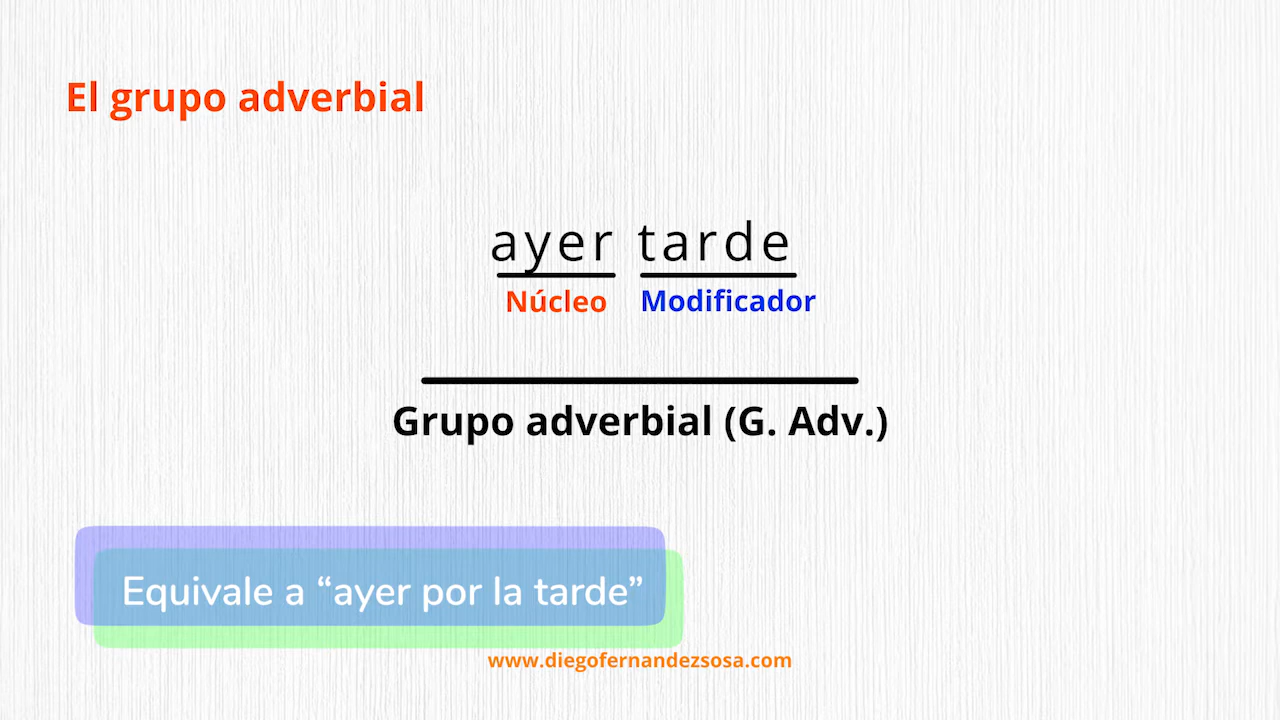 El grupo adverbial
ayer tarde
Núcleo Modificador
Grupo adverbial (G. Adv.)
Equivale a “ayer por la tarde”
www.diegofernandezsosa.com